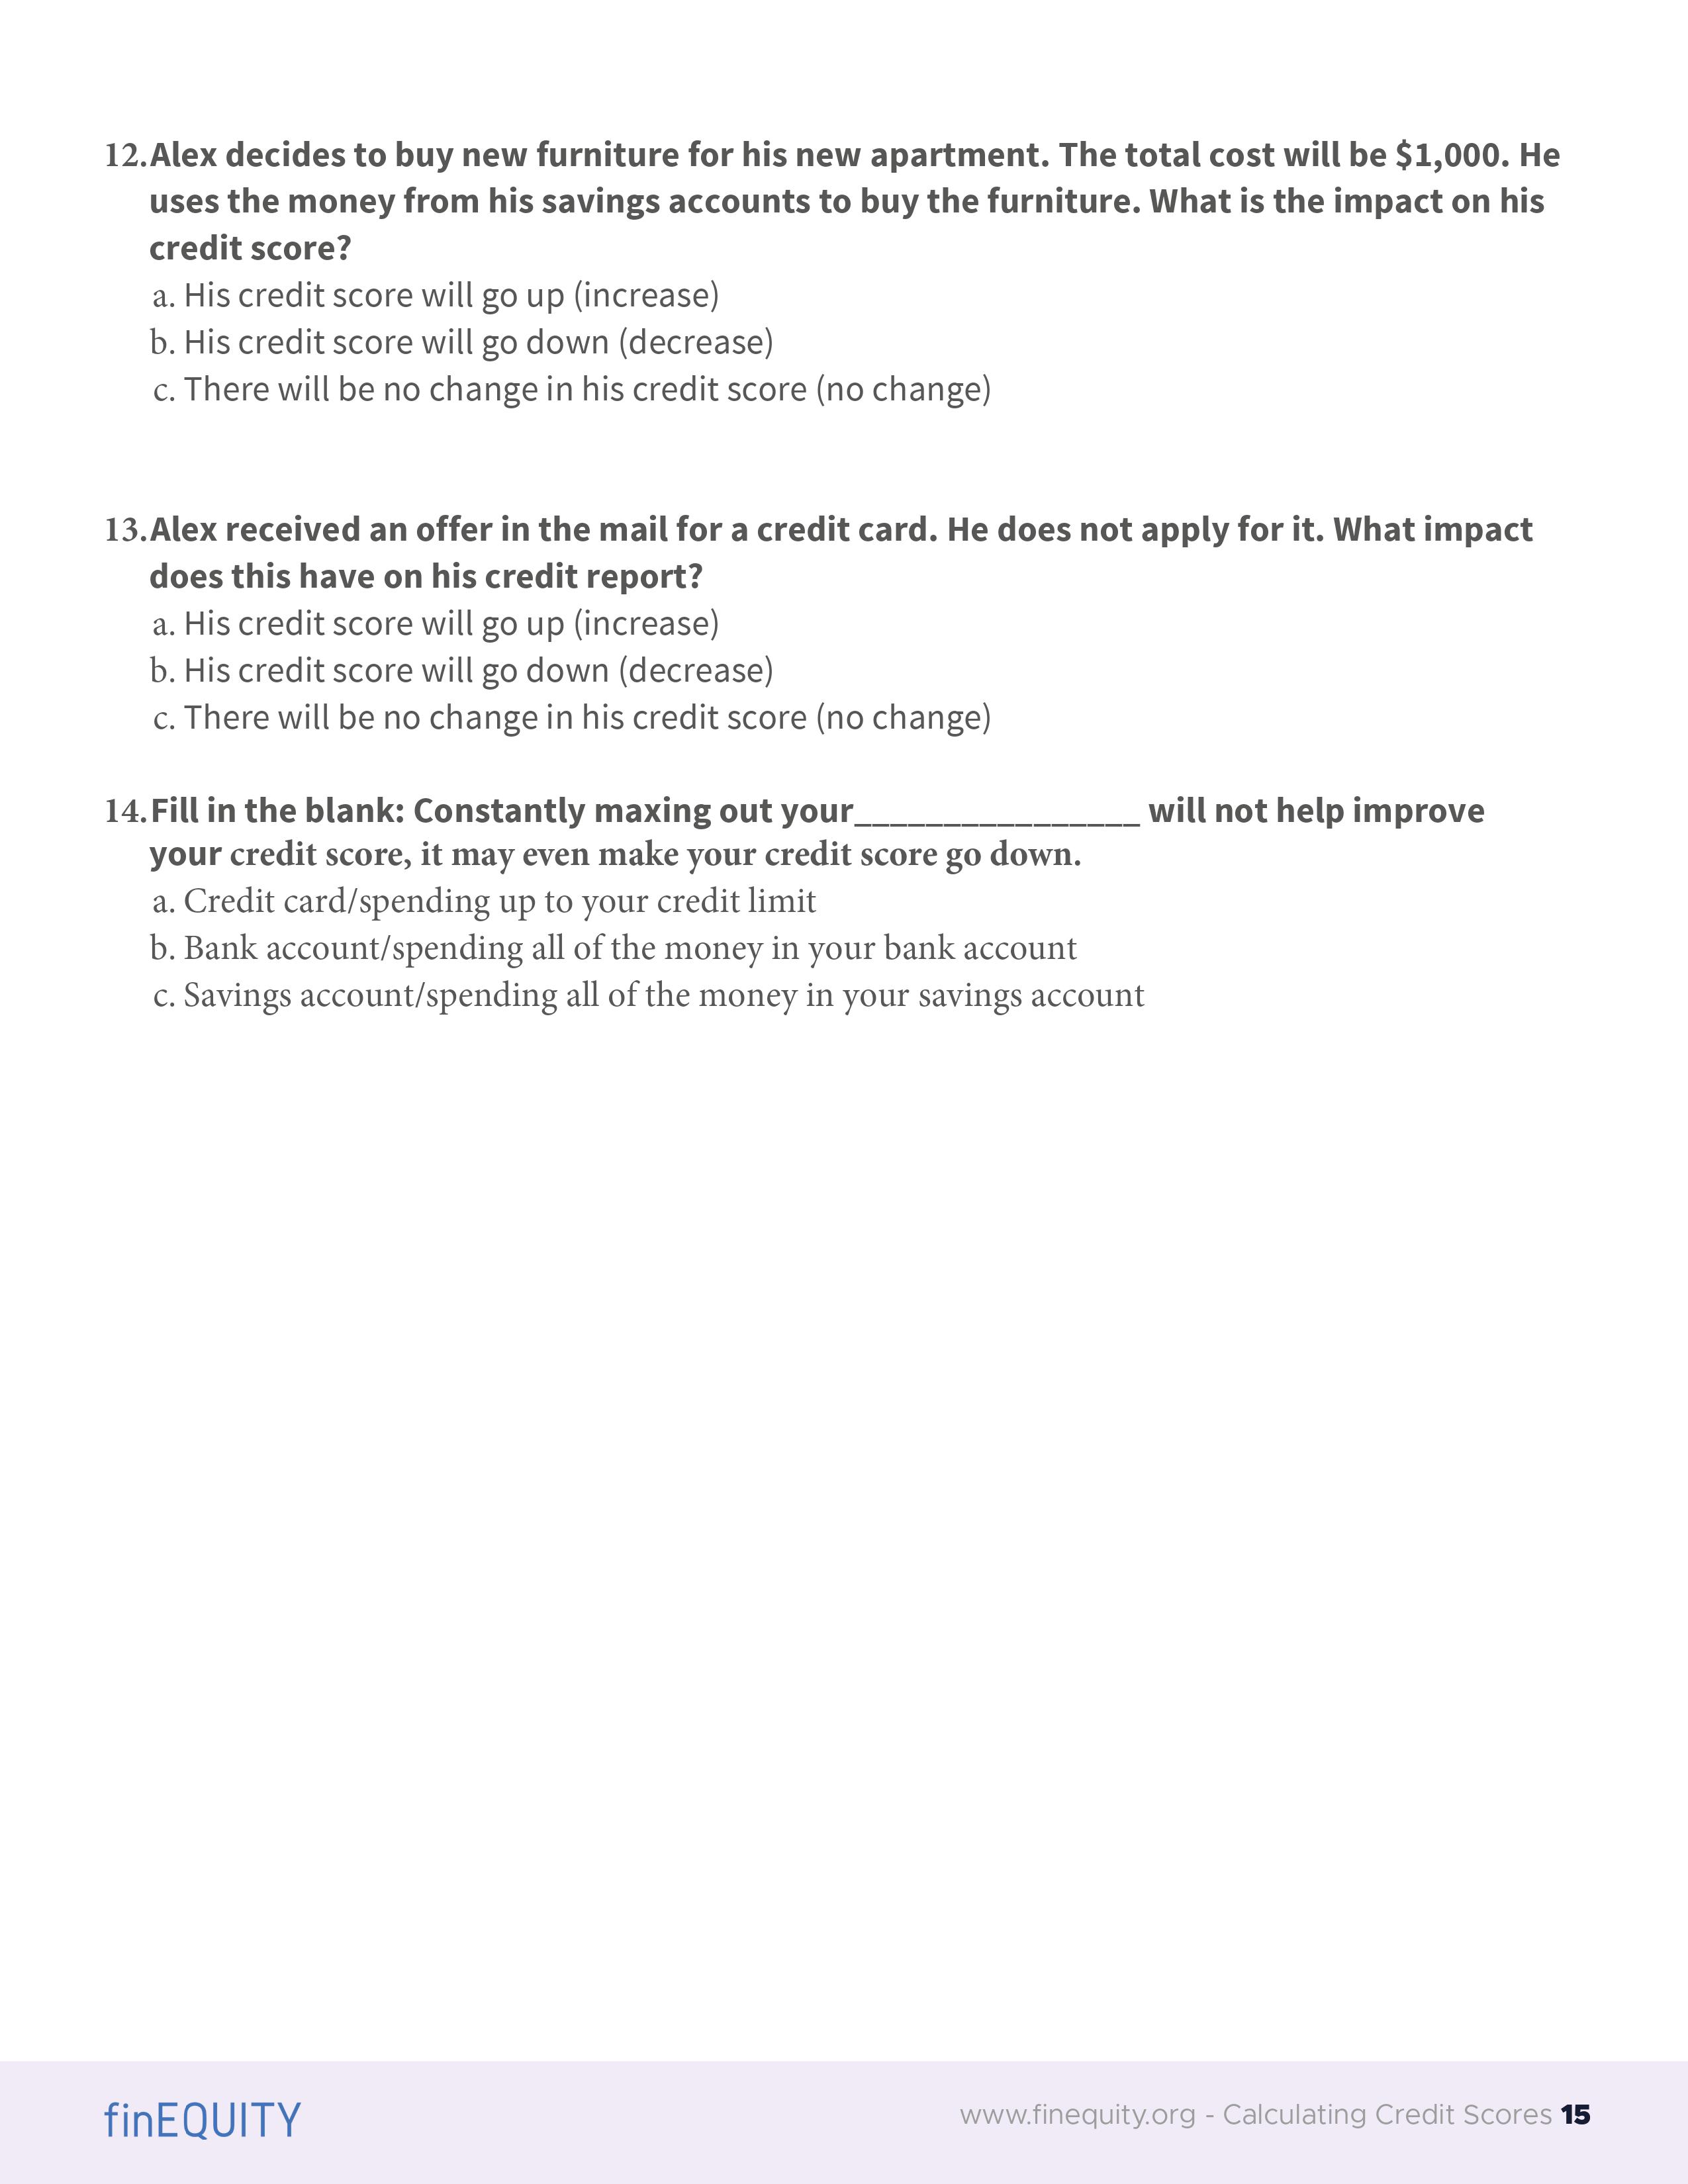 12.Alex decides to buy new furniture for his new apartment. The total cost will be $1,000. He
uses the money from his savings accounts to buy the furniture. What is the impact on his
credit score?
a. His credit score will go up (increase)
b. His credit score will go down (decrease)
c. There will be no change in his credit score (no change)
13.Alex received an offer in the mail for a credit card. He does not apply for it. What impact
does this have on his credit report?
a. His credit score will go up (increase)
b. His credit score will go down (decrease)
c. There will be no change in his credit score (no change)
14.Fill in the blank: Constantly maxing out your________________ will not help improve
your credit score, it may even make your credit score go down.
a. Credit card/spending up to your credit limit
b. Bank account/spending all of the money in your bank account
c. Savings account/spending all of the money in your savings account
finEQUITY
www.finequity.org - Calculating Credit Scores 15